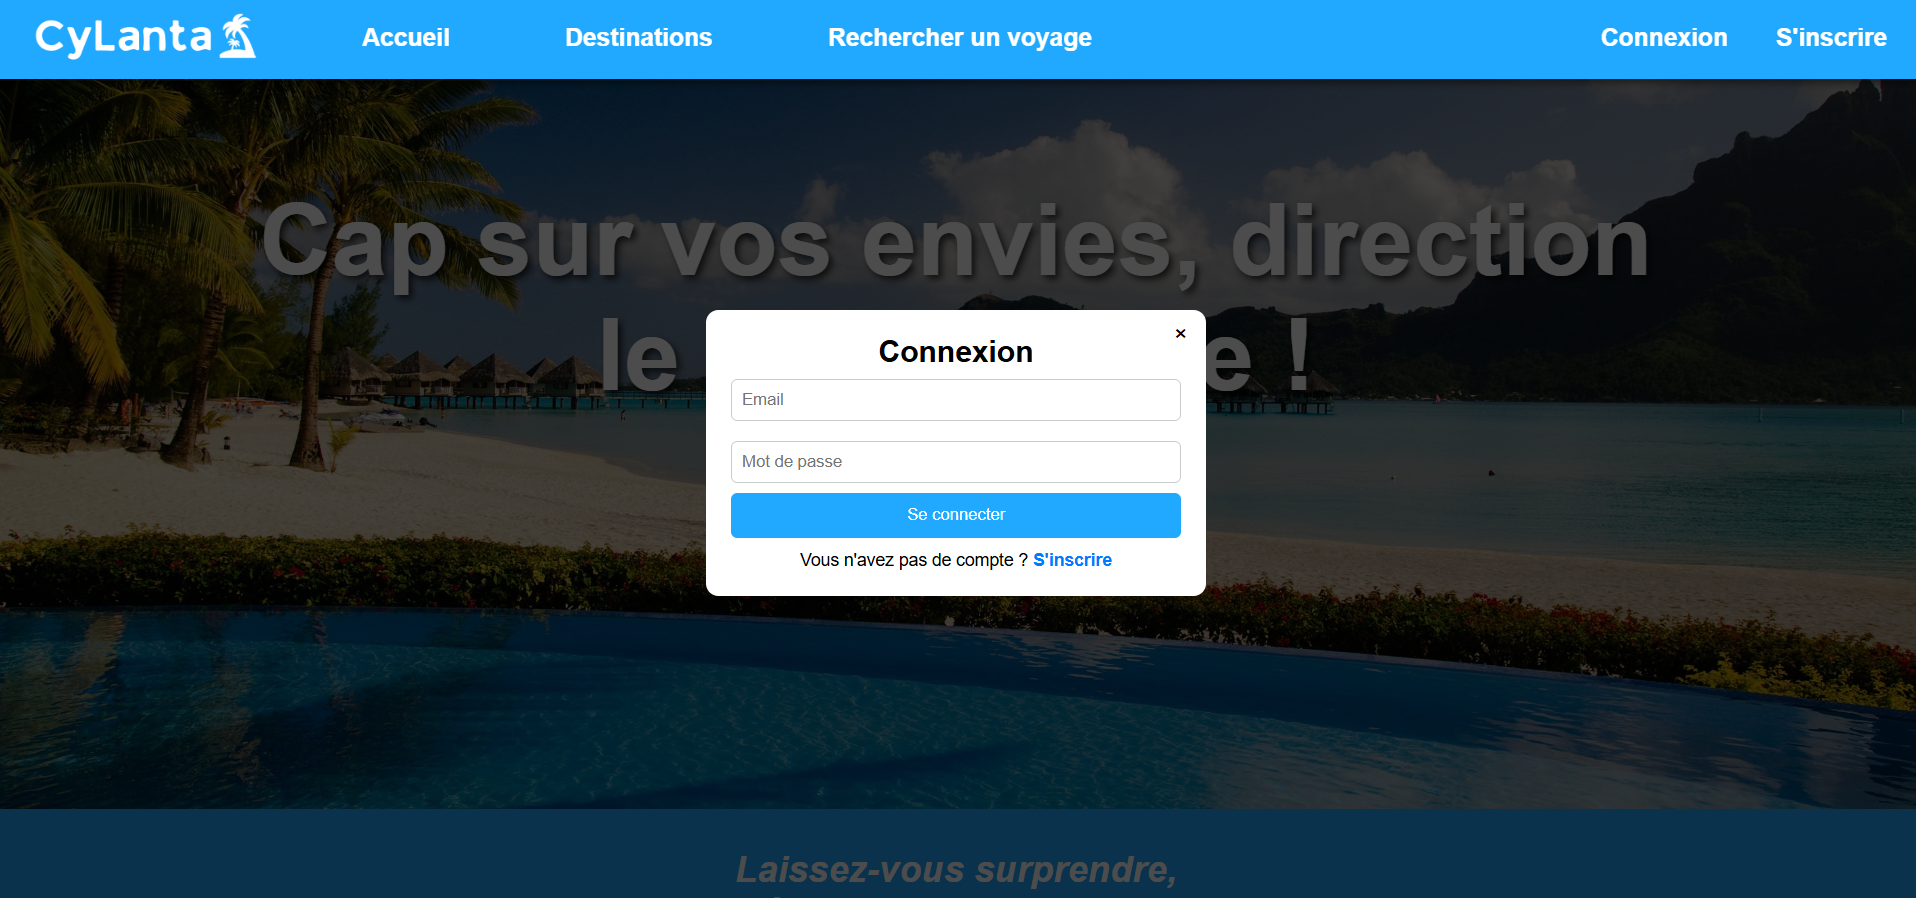 CyLanta
Accueil
Destinations
Rechercher un voyage
Connexion
S'inscrire
Cap sur vos envies, direction
le
e !
×
Connexion
Email
Mot de passe
Se connecter
Vous n'avez pas de compte ? S'inscrire
Laissez-vous surprendre,